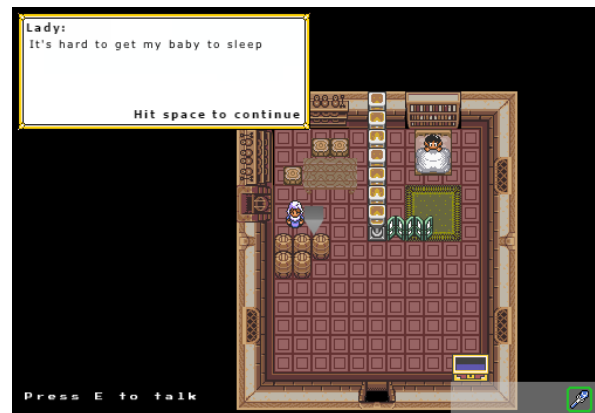 Lady:
It's hard to get my baby to sleep
Hit space to continue
Press E to talk